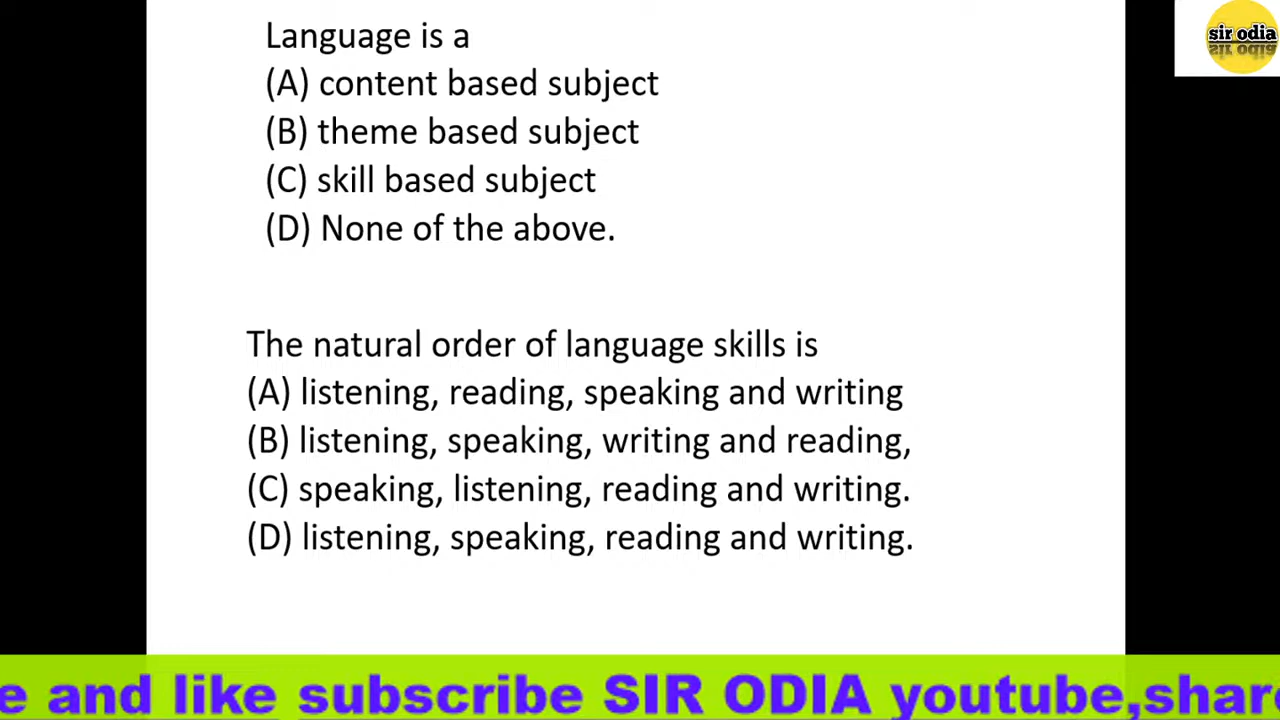 sir odia
Language is a
(A) content based subject
(B) theme based subject
(C) skill based subject
(D) None of the above.
The natural order of language skills is
(A) listening, reading, speaking and writing
(B) listening, speaking, writing and reading,
(C) speaking, listening, reading and writing.
(D) listening, speaking, reading and writing.
e and like subscribe SIR ODIA youtube,share